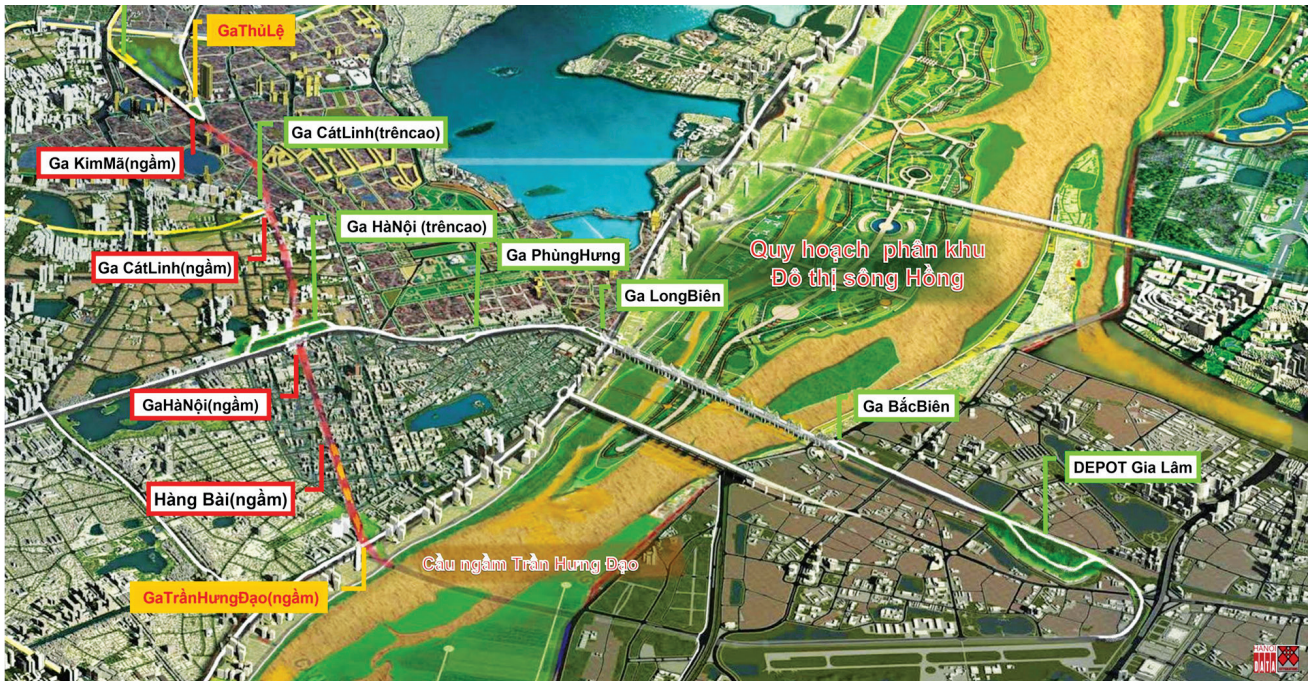 GaThủLệ
Ga CátLinh(trêncao)
Ga KimMã(ngầm)
Ga HàNội (trêncao)
Ga PhùngHưng
Quy hoạch phân khu
Đô thị sông Hồng
Ga CátLinh(ngầm)
Ga LongBiên
GaHàNội(ngầm)
Ga BắcBiên
DEPOT Gia Lâm
Hàng Bài(ngầm)
Cầu ngầm Trần Hưng Đạo
GaTrầnHưngĐạo(ngầm)
HANOI
DATA